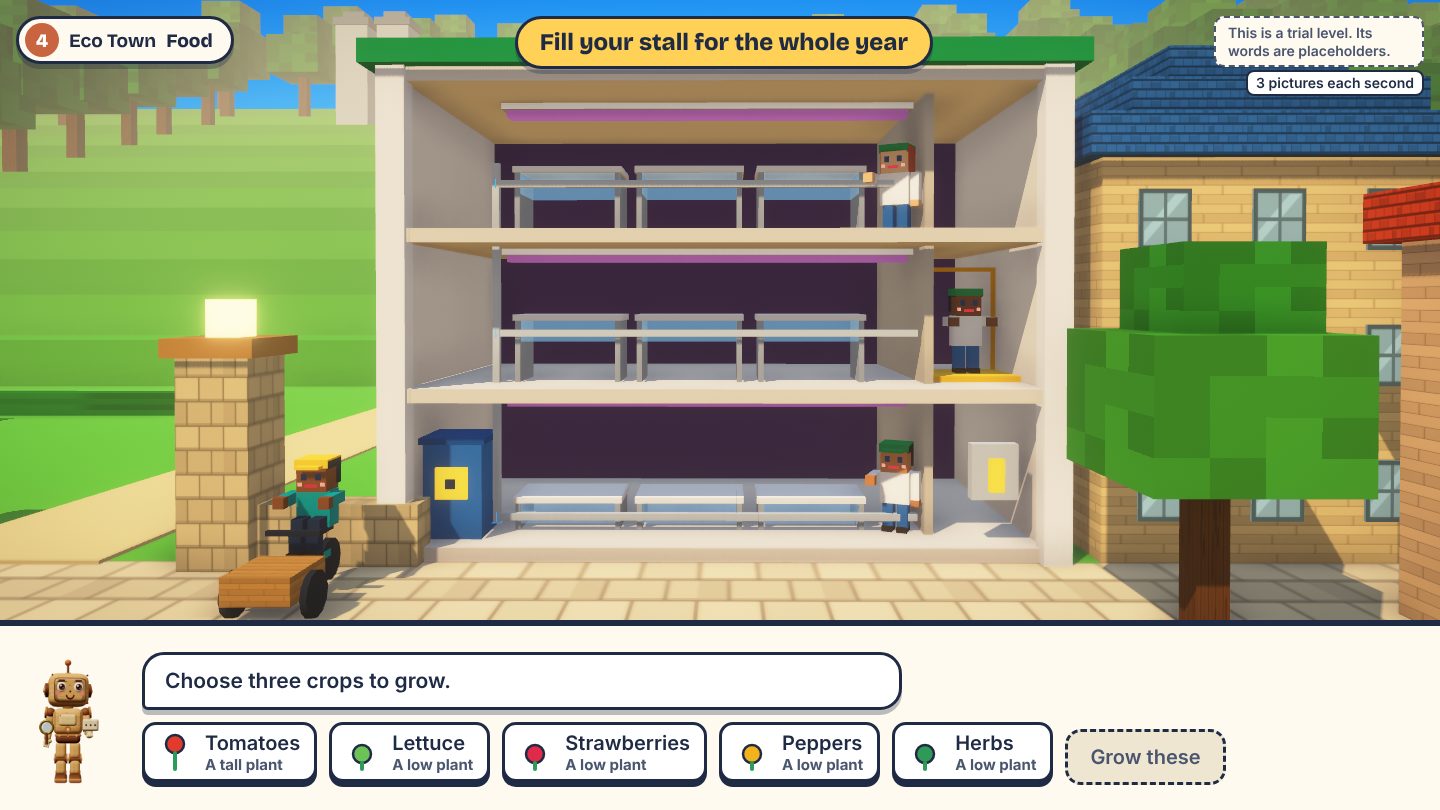 4 Eco Town Food
Fill your stall for the whole year
This is a trial level. Its
words are placeholders.
3 pictures each second
Choose three crops to grow.
Tomatoes
A tall plant
Lettuce
A low plant
Strawberries
A low plant
Peppers
A low plant
Herbs
A low plant
Grow these